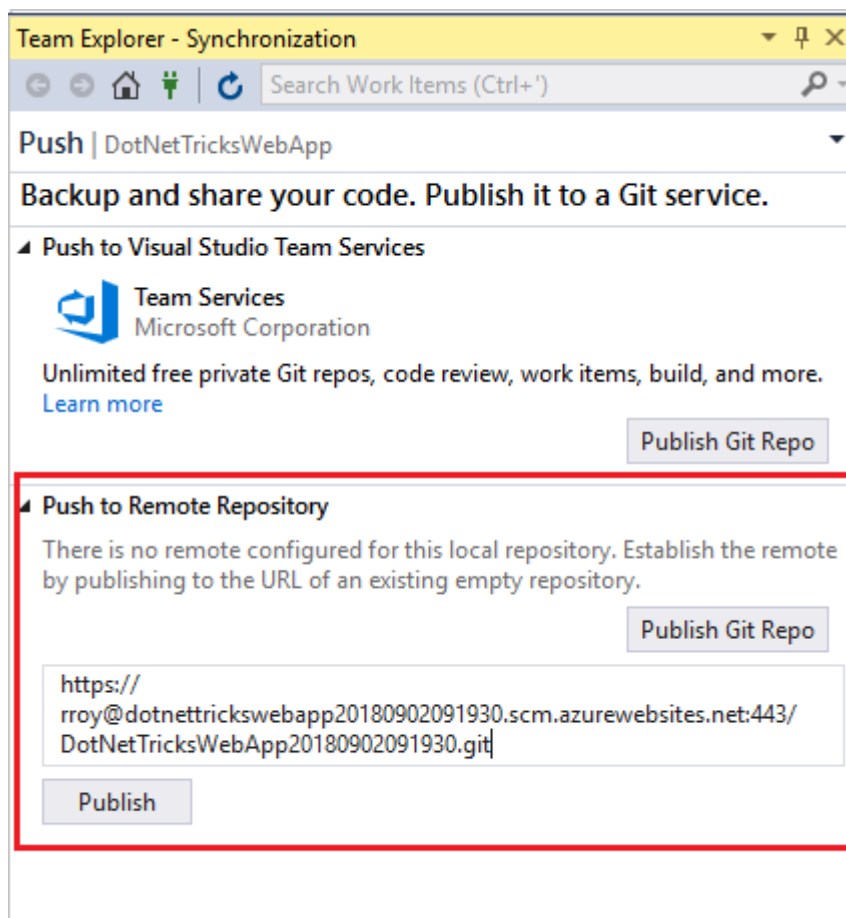 Team Explorer - Synchronization
Search Work Items (Ctrl+')
Push | DotNetTricksWebApp
Backup and share your code. Publish it to a Git service.
Push to Visual Studio Team Services
Team Services
Microsoft Corporation
Unlimited free private Git repos, code review, work items, build, and more.
Learn more
Publish Git Repo
Push to Remote Repository
There is no remote configured for this local repository. Establish the remote
by publishing to the URL of an existing empty repository.
Publish Git Repo
https://
rroy@dotnettrickswebapp20180902091930.scm.azurewebsites.net:443/
DotNetTricksWebApp20180902091930.git
Publish